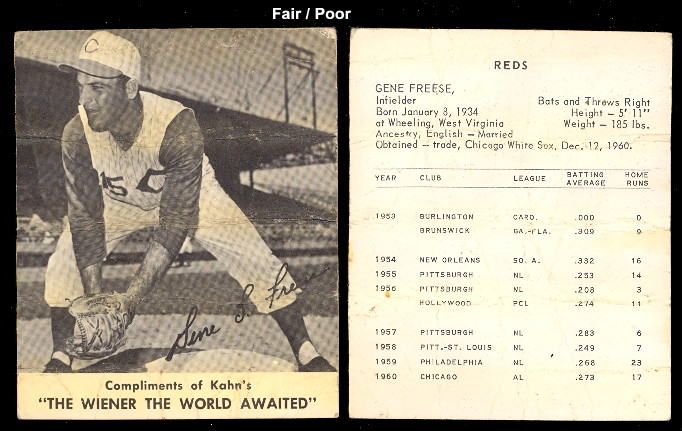 Fair / Poor
C
15 C
Gene L. Freese
Compliments of Kahn's
"THE WIENER THE WORLD AWAITED"
REDS
GENE FREESE,
Infielder Bats and Throws Right
Born January 8, 1934 Height – 5' 11"
at Wheeling, West Virginia Weight – 185 lbs.
Ancestry, English – Married
Obtained – trade, Chicago White Sox, Dec. 12, 1960.
YEAR CLUB LEAGUE BATTING AVERAGE HOME RUNS
1953 BURLINGTON CARO. .000 0
BRUNSWICK GA.-FLA. .309 9
1954 NEW ORLEANS SO. A. .332 16
1955 PITTSBURGH NL .253 14
1956 PITTSBURGH NL .208 3
HOLLYWOOD PCL .274 11
1957 PITTSBURGH NL .283 6
1958 PITT.-ST. LOUIS NL .249 7
1959 PHILADELPHIA NL .268 23
1960 CHICAGO AL .273 17